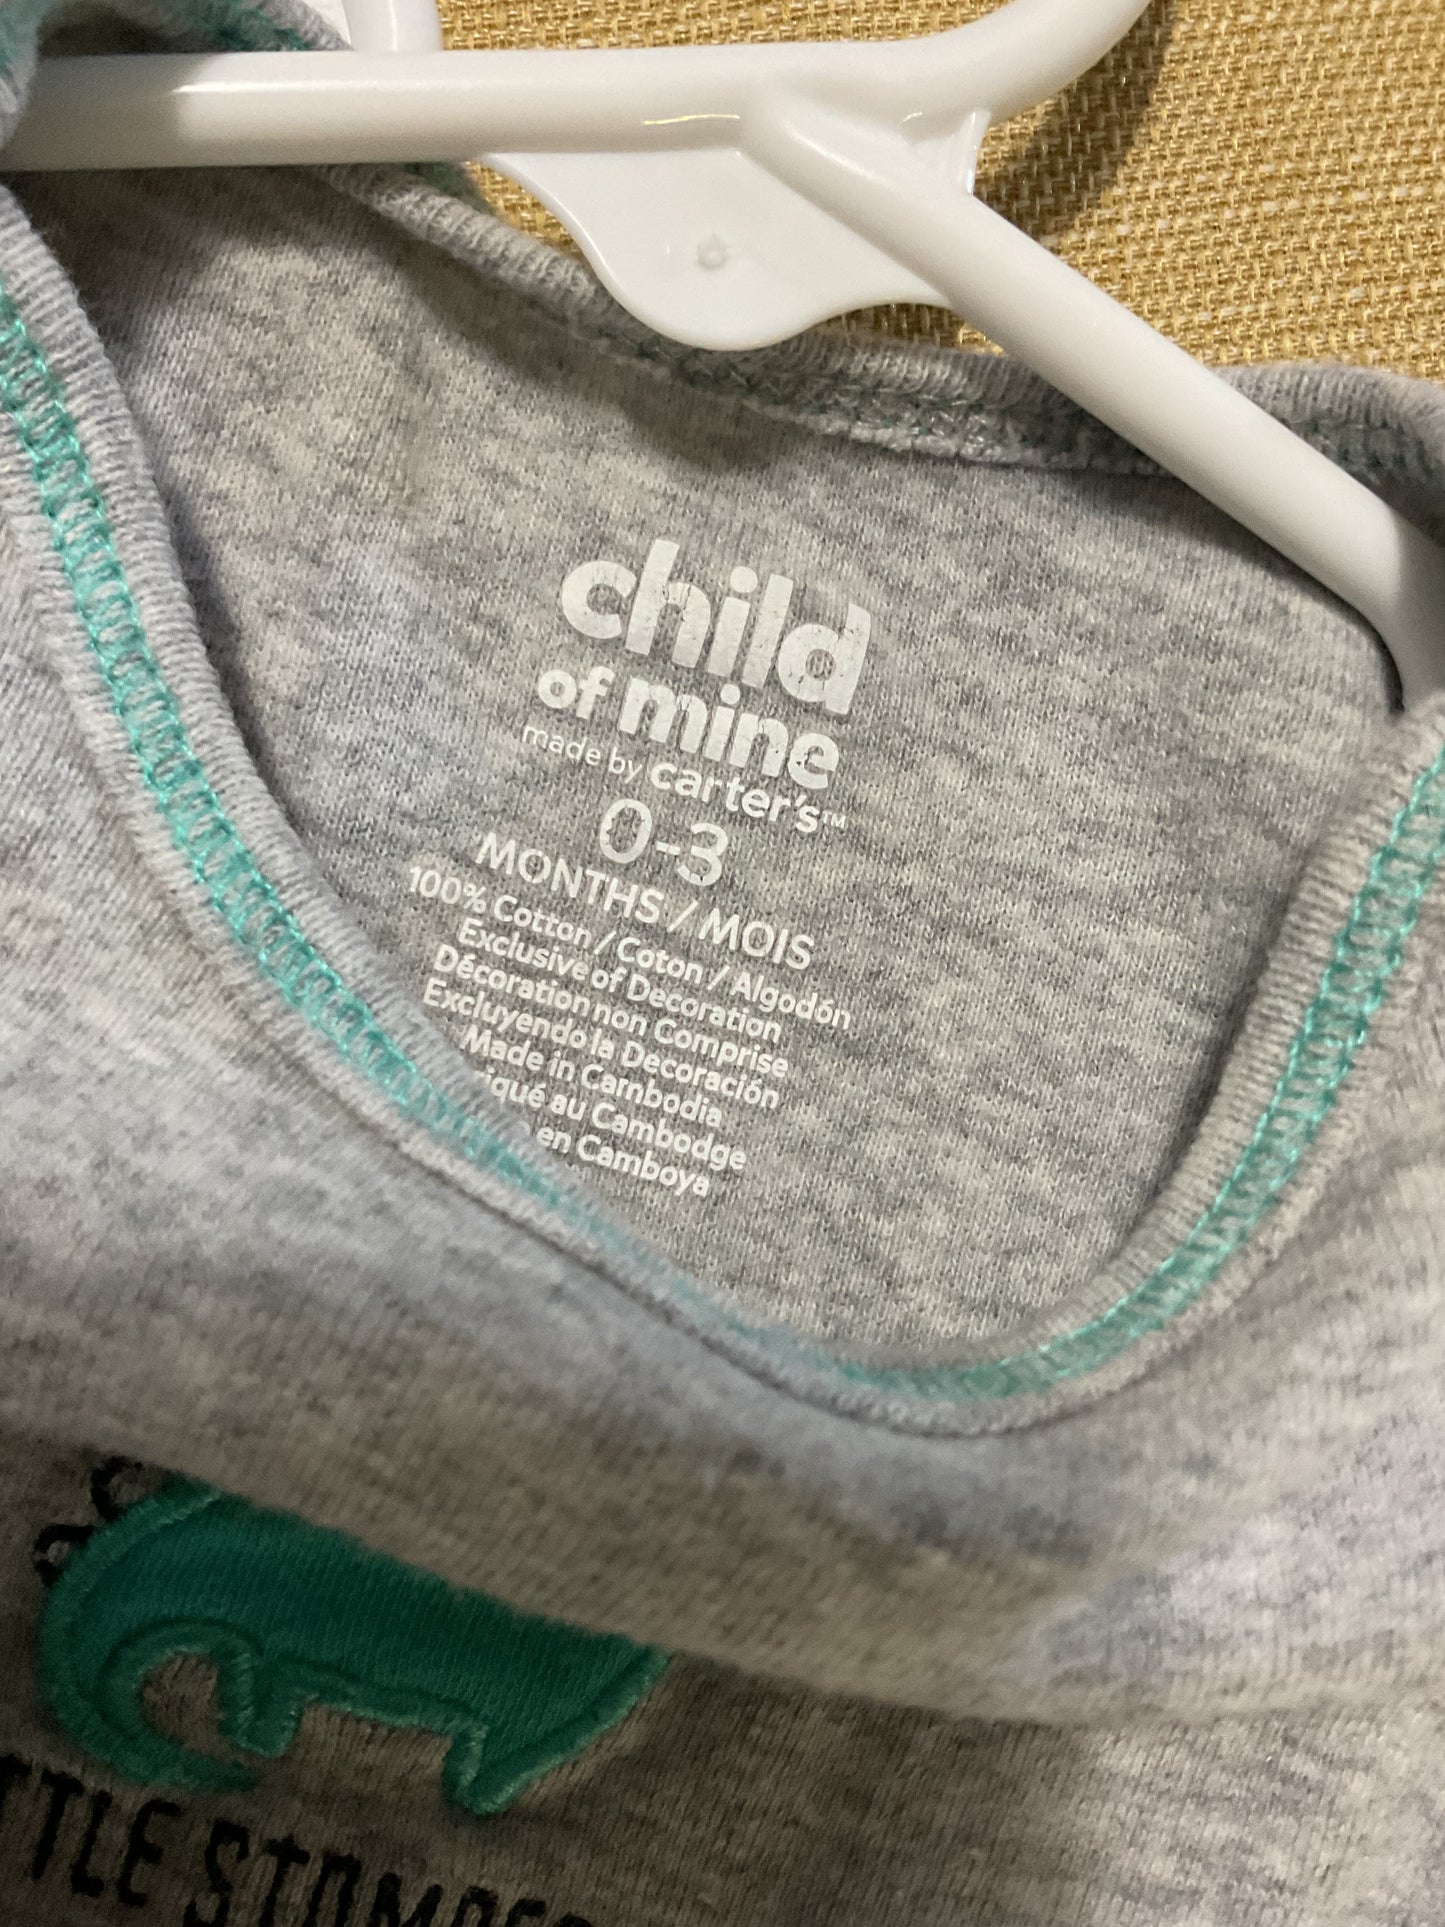 child
of mine
made by carter's™
0-3
MONTHS / MOIS
100% Cotton / Coton / Algodón
Exclusive of Decoration
Décoration non Comprise
Excluyendo la Decoración
Made in Cambodia
au Cambodge
en Camboya